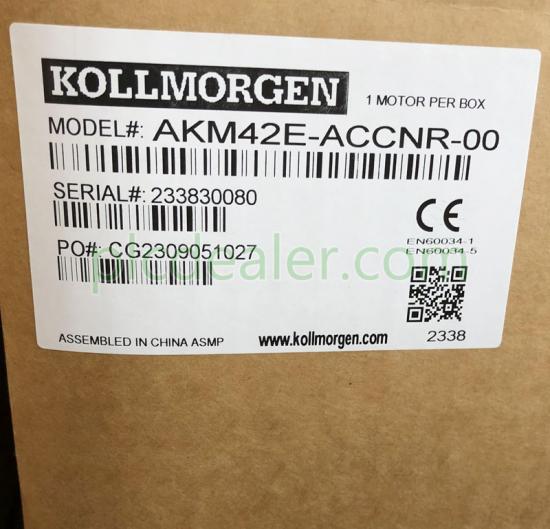 KOLLMORGEN
1 MOTOR PER BOX
MODEL#: AKM42E-ACCNR-00
SERIAL#: 233830080
EN60034-1
EN60034-5
PO#: CG2309051027
plcdealer.com
2338
ASSEMBLED IN CHINA ASMP
www.kollmorgen.com